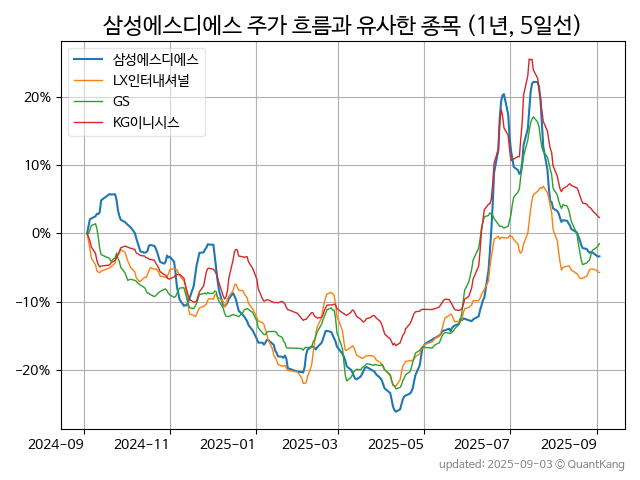 삼성에스디에스 주가 흐름과 유사한 종목 (1년, 5일선)
삼성에스디에스
LX인터내셔널
GS
KG이니시스
20%
10%
0%
−10%
−20%
2024-09 2024-11 2025-01 2025-03 2025-05 2025-07 2025-09
updated: 2025-09-03 © QuantKang